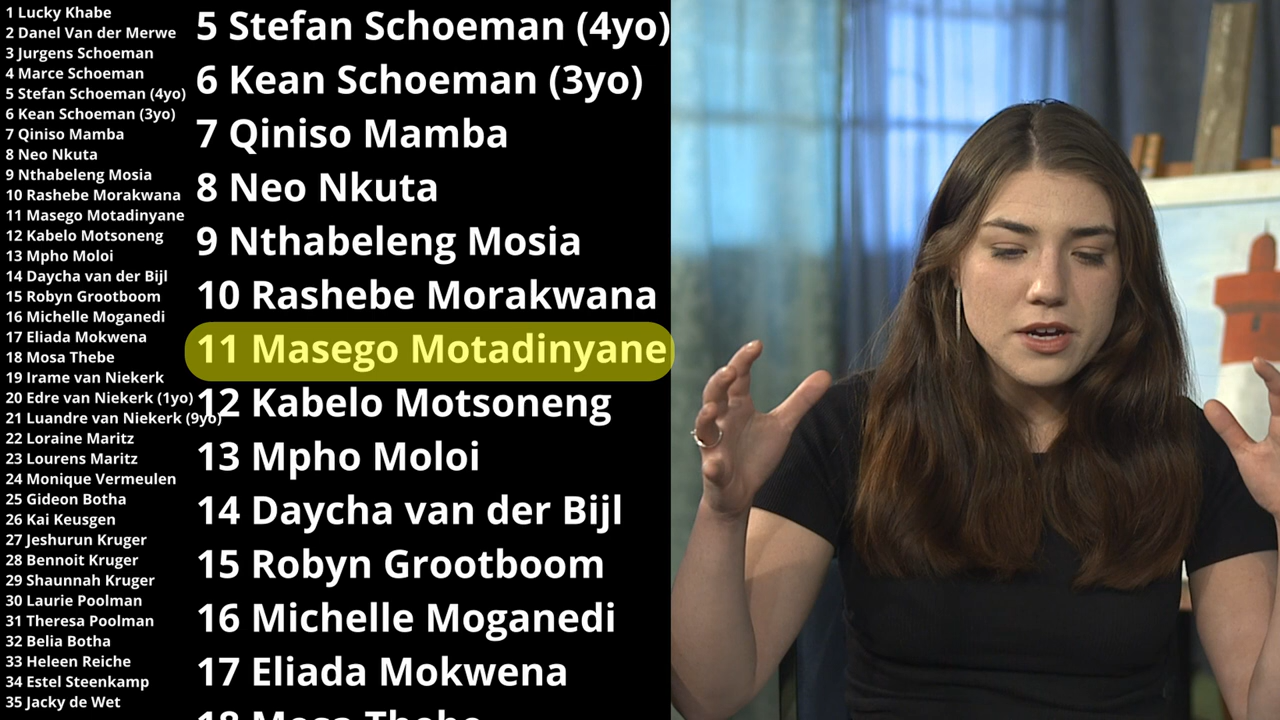 1 Lucky Khabe
2 Danel Van der Merwe
3 Jurgens Schoeman
4 Marce Schoeman
5 Stefan Schoeman (4yo)
6 Kean Schoeman (3yo)
7 Qiniso Mamba
8 Neo Nkuta
9 Nthabeleng Mosia
10 Rashebe Morakwana
11 Masego Motadinyane
12 Kabelo Motsoneng
13 Mpho Moloi
14 Daycha van der Bijl
15 Robyn Grootboom
16 Michelle Moganedi
17 Eliada Mokwena
18 Mosa Thebe
19 Irame van Niekerk
20 Edre van Niekerk (1yo)
21 Luandre van Niekerk (9yo)
22 Loraine Maritz
23 Lourens Maritz
24 Monique Vermeulen
25 Gideon Botha
26 Kai Keusgen
27 Jeshurun Kruger
28 Bennoit Kruger
29 Shaunnah Kruger
30 Laurie Poolman
31 Theresa Poolman
32 Belia Botha
33 Heleen Reiche
34 Estel Steenkamp
35 Jacky de Wet
5 Stefan Schoeman (4yo)
6 Kean Schoeman (3yo)
7 Qiniso Mamba
8 Neo Nkuta
9 Nthabeleng Mosia
10 Rashebe Morakwana
11 Masego Motadinyane
12 Kabelo Motsoneng
13 Mpho Moloi
14 Daycha van der Bijl
15 Robyn Grootboom
16 Michelle Moganedi
17 Eliada Mokwena
18 Mosa Thebe